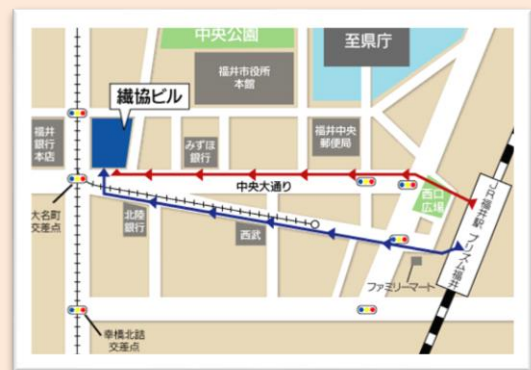 中央公園
至県庁
福井市役所
本館
繊協ビル
福井
銀行
本店
みずほ
銀行
福井中央
郵便局
中央大通り
西口
広場
大名町
交差点
北陸
銀行
西武
JR福井駅 プリズム福井
ファミリーマート
幸橋北詰
交差点